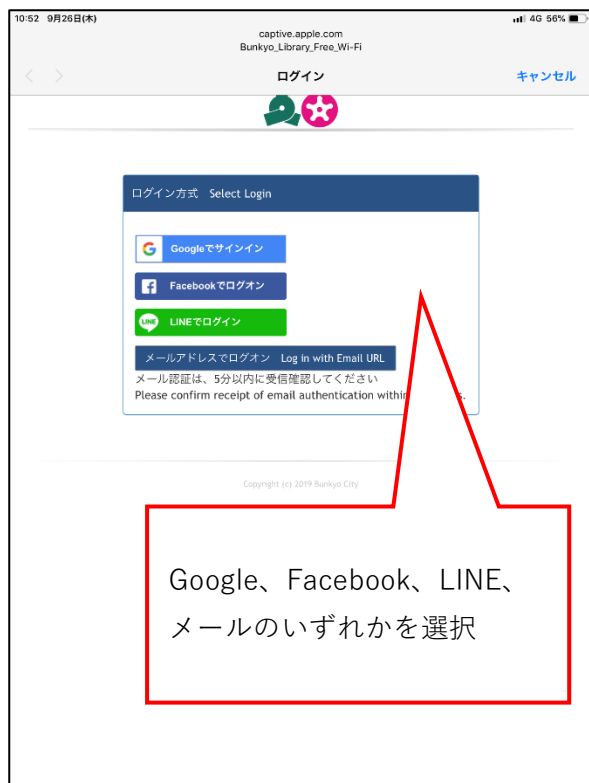 10:52 9月26日(木)
4G 56%
captive.apple.com
Bunkyo_Library_Free_Wi-Fi
ログイン
キャンセル
ログイン方式 Select Login
G Googleでサインイン
f Facebookでログオン
LINE LINEでログイン
メールアドレスでログオン Log in with Email URL
メール認証は、5分以内に受信確認してください
Please confirm receipt of email authentication within
Copyright (c) 2019 Bunkyo City
Google、Facebook、LINE、
メールのいずれかを選択